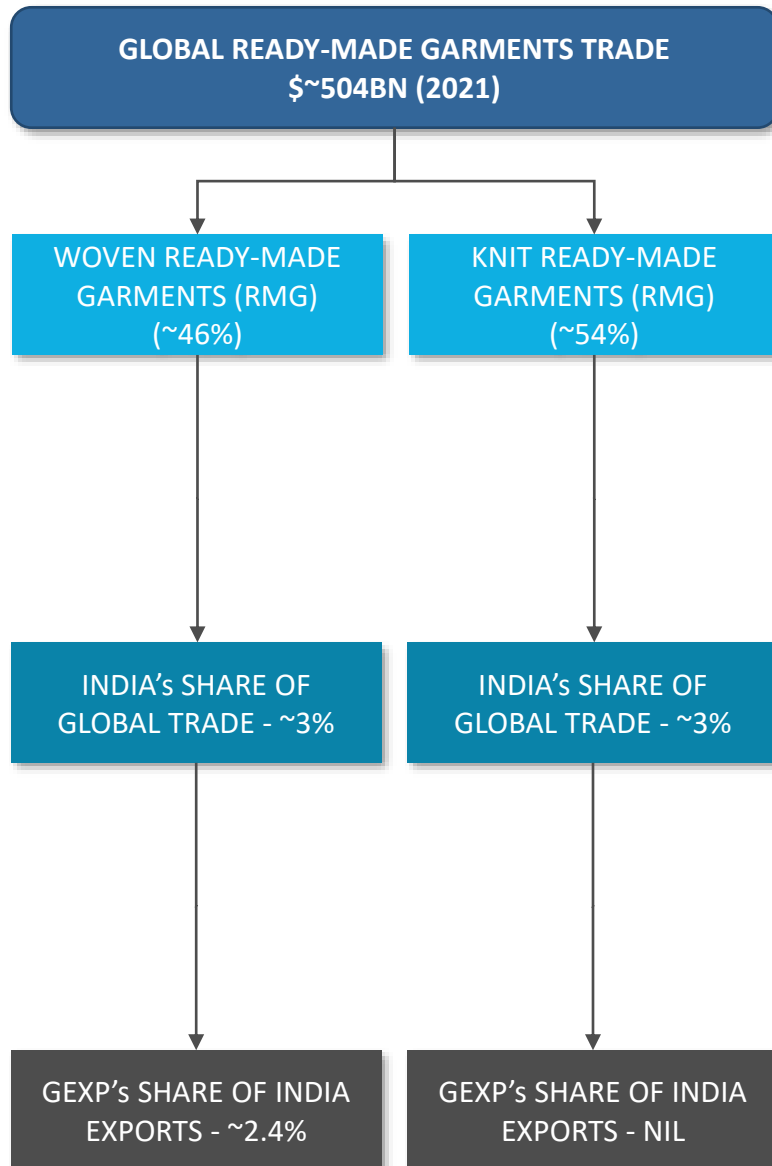 GLOBAL READY-MADE GARMENTS TRADE
$~504BN (2021)
WOVEN READY-MADE
GARMENTS (RMG)
(~46%)
KNIT READY-MADE
GARMENTS (RMG)
(~54%)
INDIA's SHARE OF
GLOBAL TRADE - ~3%
INDIA's SHARE OF
GLOBAL TRADE - ~3%
GEXP's SHARE OF INDIA
EXPORTS - ~2.4%
GEXP's SHARE OF INDIA
EXPORTS - NIL